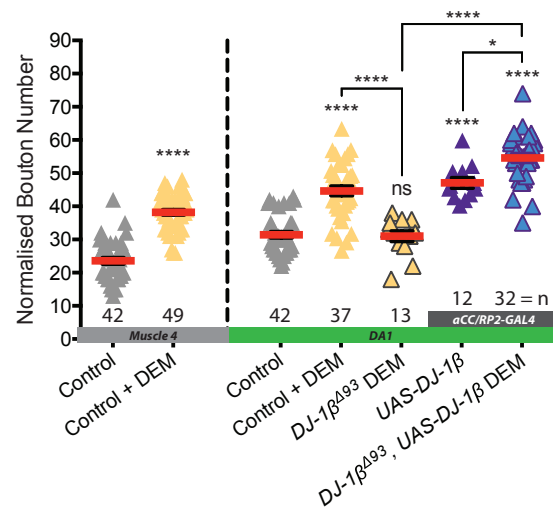 Normalised Bouton Number
90
80
70
60
50
40
30
20
10
0
****
****
ns
****
****
****
****
*
42
49
42
37
13
12
32 = n
aCC/RP2-GAL4
Muscle 4
DA1
Control
Control + DEM
Control
Control + DEM
DJ-1βΔ93 DEM
UAS-DJ-1β
DJ-1βΔ93 , UAS-DJ-1β DEM